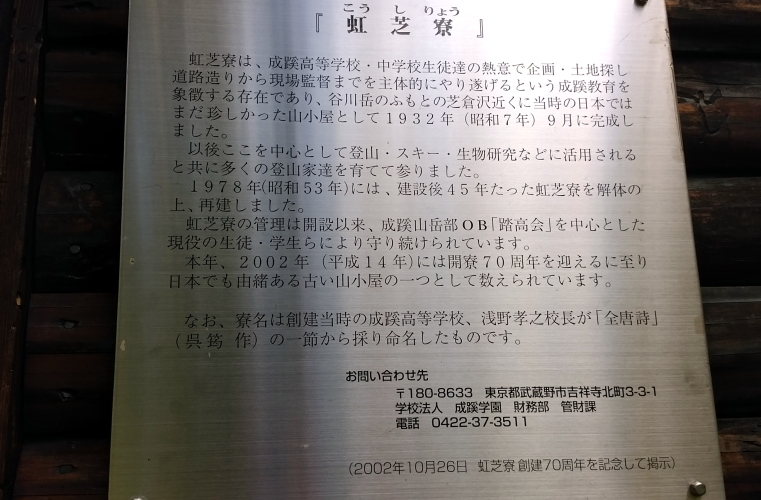 こう し りょう
『 虹 芝 寮 』
虹芝寮は、成蹊高等学校・中学校生徒達の熱意で企画・土地探し
道路造りから現場監督までを主体的にやり遂げるという成蹊教育を
象徴する存在であり、谷川岳のふもとの芝倉沢近くに当時の日本では
まだ珍しかった山小屋として１９３２年（昭和７年）９月に完成し
ました。
以後ここを中心として登山・スキー・生物研究などに活用される
と共に多くの登山家達を育てて参りました。
１９７８年(昭和５３年)には、建設後４５年たった虹芝寮を解体の
上、再建しました。
虹芝寮の管理は開設以来、成蹊山岳部ＯＢ｢踏高会｣を中心とした
現役の生徒・学生らにより守り続けられています。
本年、２００２年（平成１４年)には開寮７０周年を迎えるに至り
日本でも由緒ある古い山小屋の一つとして数えられています。
なお、寮名は創建当時の成蹊高等学校、浅野孝之校長が｢全唐詩｣
（呉筠 作）の一節から採り命名したものです。
お問い合わせ先
〒180-8633 東京都武蔵野市吉祥寺北町3-3-1
学校法人 成蹊学園 財務部 管財課
電話 0422-37-3511
（2002年10月26日 虹芝寮 創建70周年を記念して掲示）